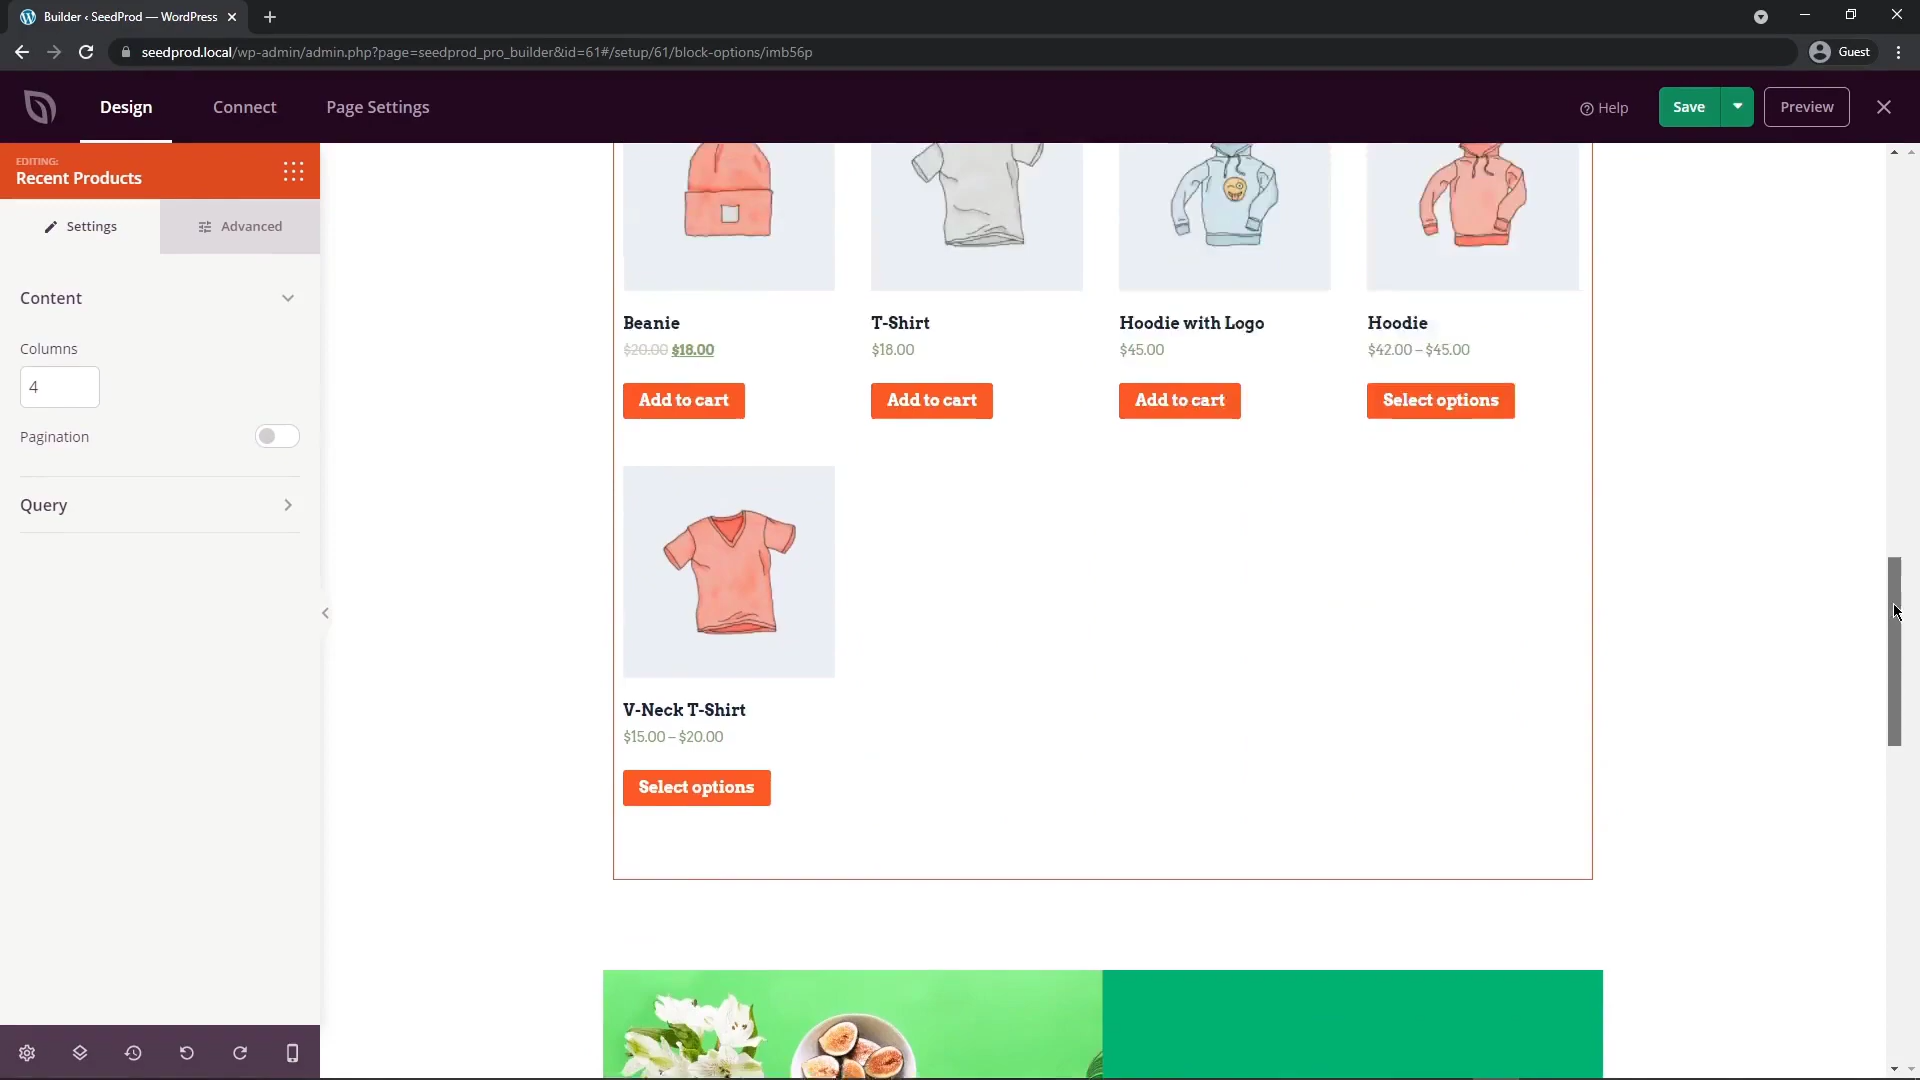 Builder ‹ SeedProd — WordPress
seedprod.local/wp-admin/admin.php?page=seedprod_pro_builder&id=61#/setup/61/block-options/imb56p
Guest
Design
Connect
Page Settings
Help
Save
Preview
EDITING:
Recent Products
Settings
Advanced
Content
Columns
4
Pagination
Query
Beanie
T-Shirt
Hoodie with Logo
Hoodie
$20.00 $18.00
$18.00
$45.00
$42.00 – $45.00
Add to cart
Add to cart
Add to cart
Select options
V-Neck T-Shirt
$15.00 – $20.00
Select options